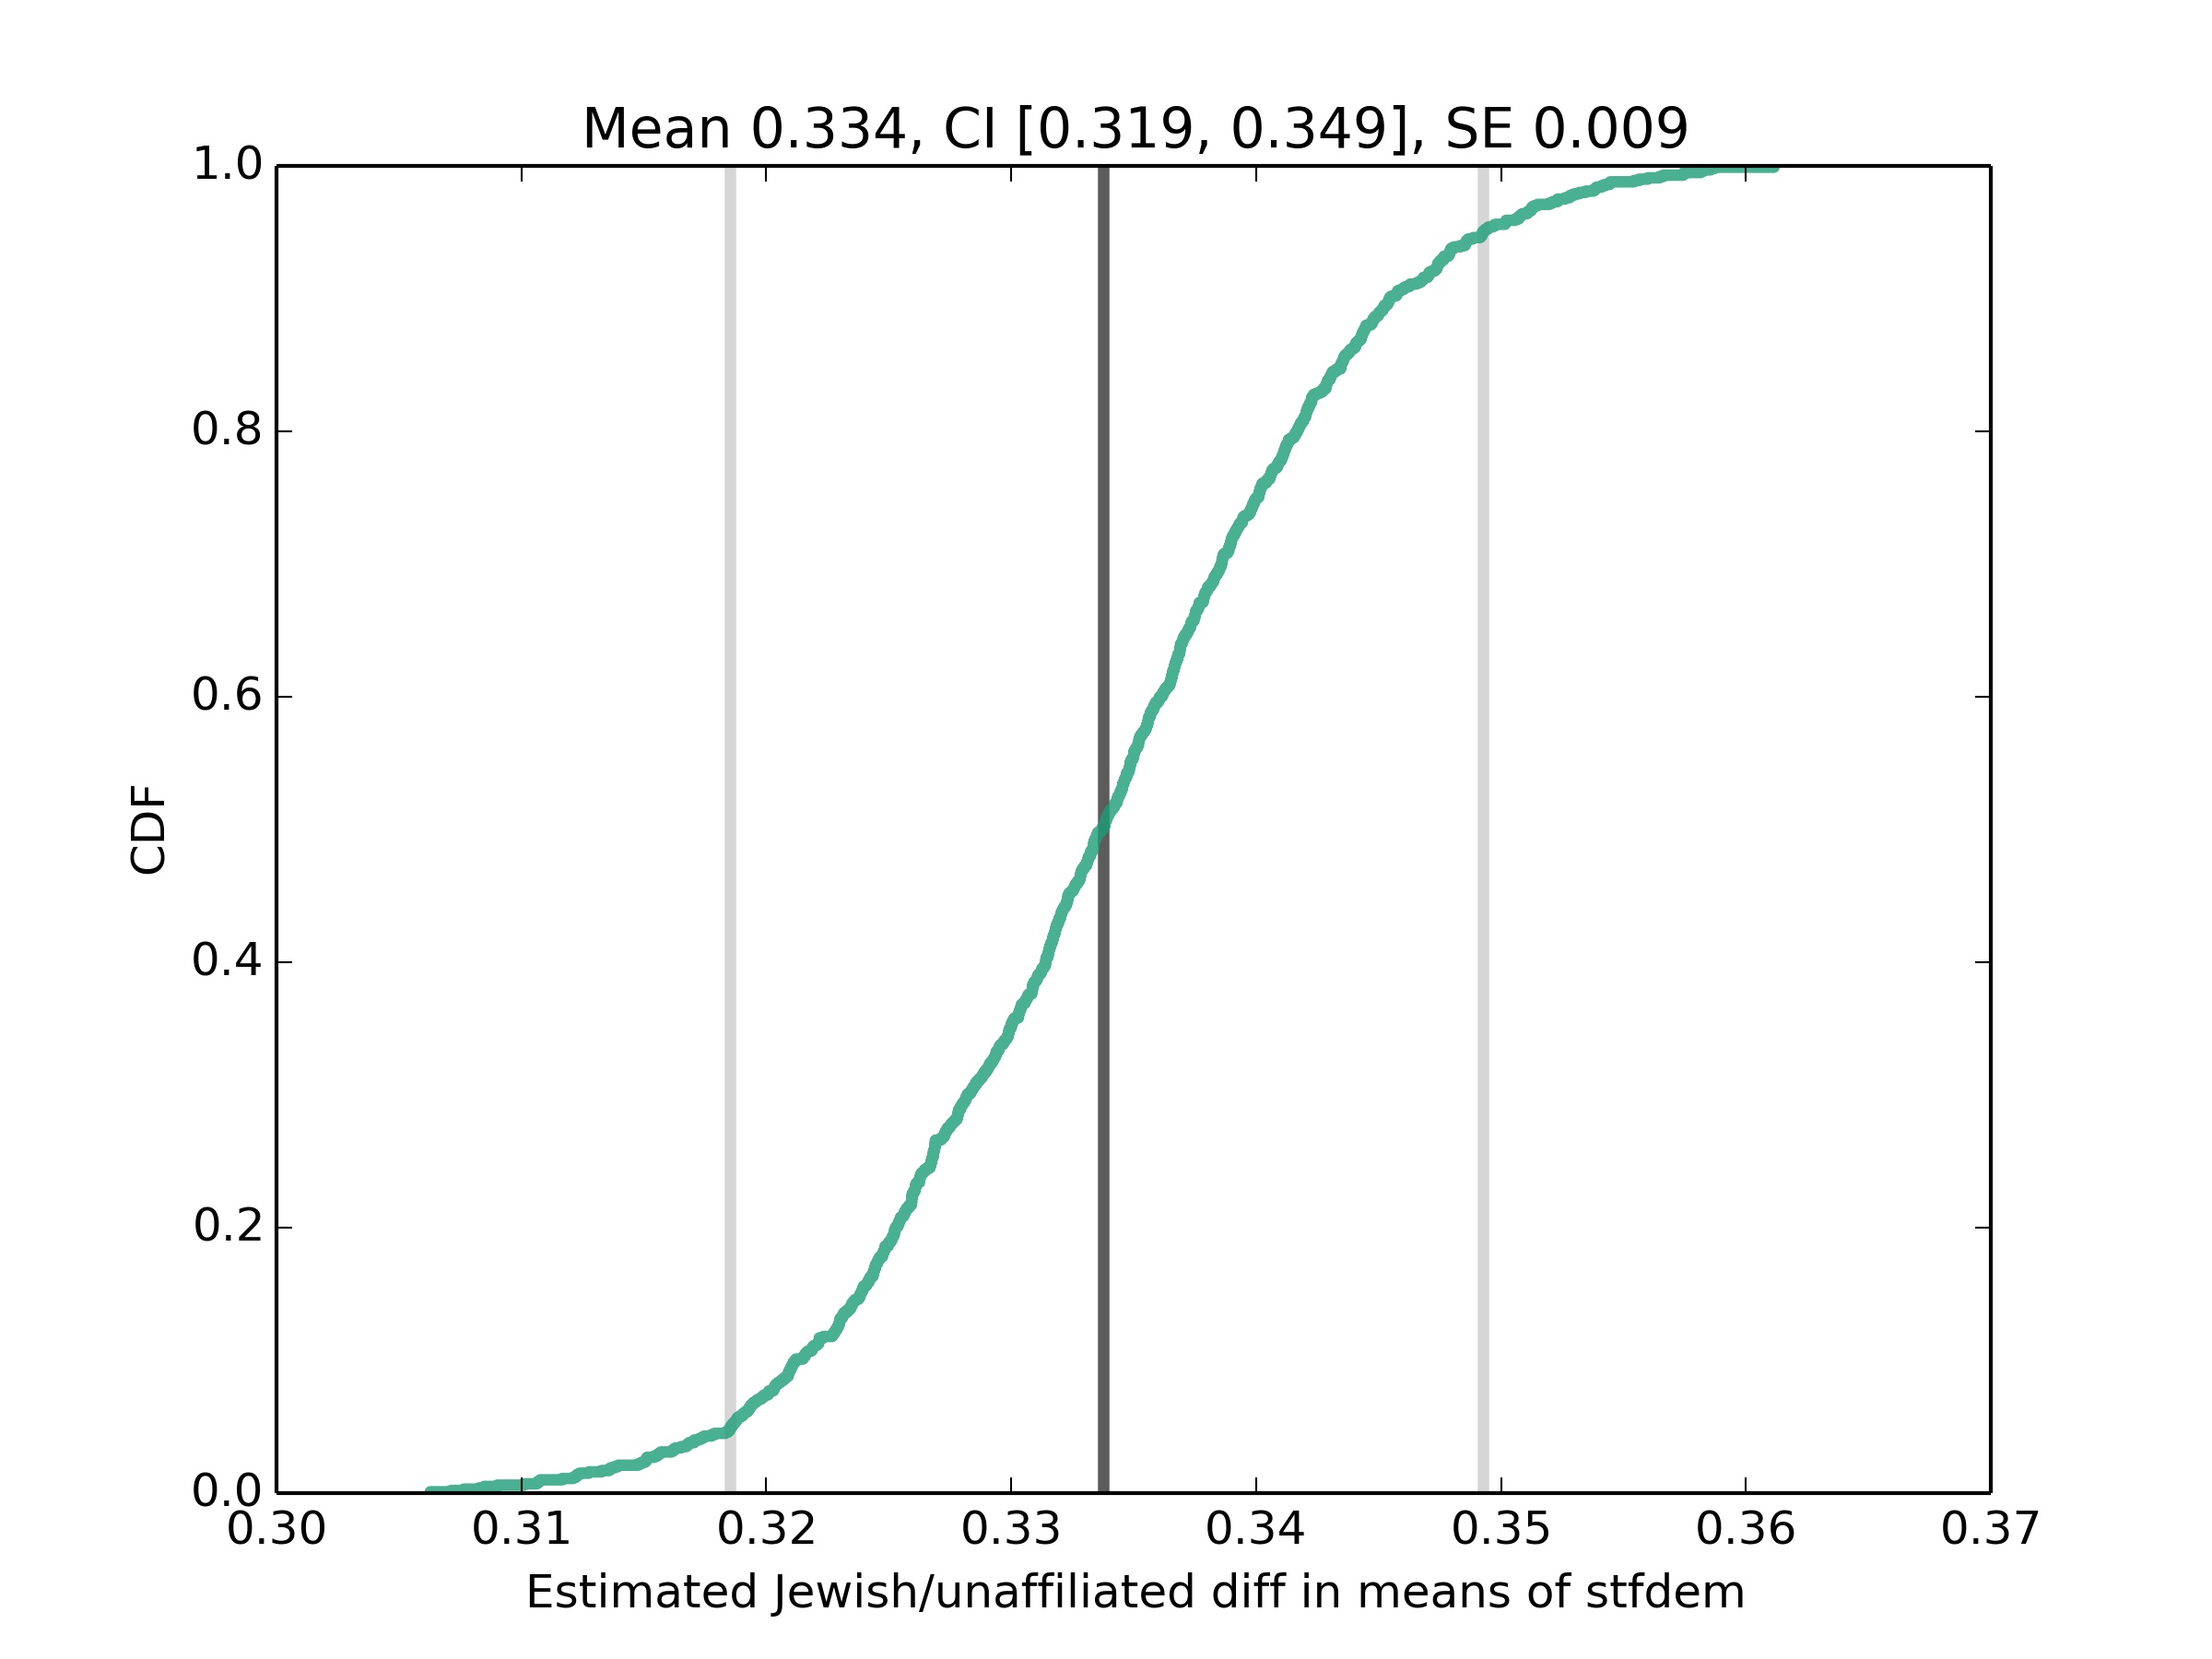 Mean 0.334, CI [0.319, 0.349], SE 0.009
1.0
0.8
0.6
0.4
0.2
0.0
CDF
0.30 0.31 0.32 0.33 0.34 0.35 0.36 0.37
Estimated Jewish/unaffiliated diff in means of stfdem